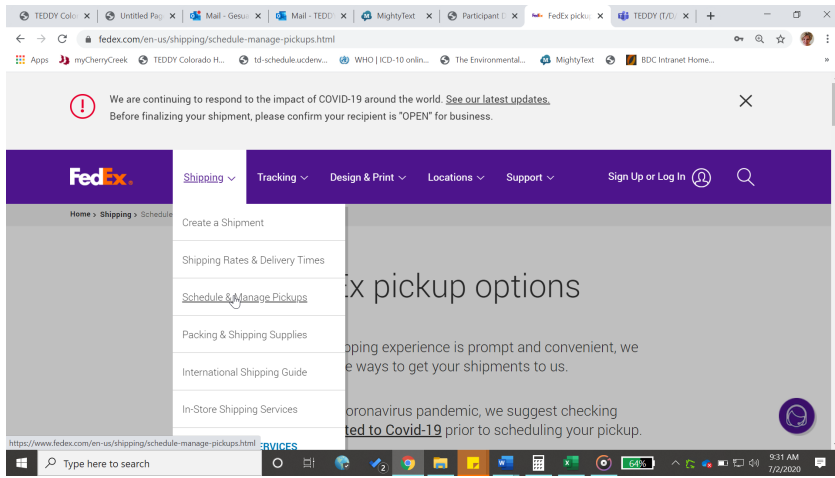 TEDDY Colo
Untitled Pag
Mail - Gesua
Mail - TEDD
MightyText
Participant D
FedEx picku
TEDDY (T/D/
fedex.com/en-us/shipping/schedule-manage-pickups.html
Apps
myCherryCreek
TEDDY Colorado H...
td-schedule.ucdenv...
WHO | ICD-10 onlin...
The Environmental...
MightyText
BDC Intranet Home...
»
We are continuing to respond to the impact of COVID-19 around the world. See our latest updates.
Before finalizing your shipment, please confirm your recipient is "OPEN" for business.
FedEx.
Shipping
Tracking
Design & Print
Locations
Support
Sign Up or Log In
Home > Shipping > Schedule
Create a Shipment
Shipping Rates & Delivery Times
Schedule & Manage Pickups
Packing & Shipping Supplies
International Shipping Guide
In-Store Shipping Services
ERVICES
Ex pickup options
pping experience is prompt and convenient, we
e ways to get your shipments to us.
oronavirus pandemic, we suggest checking
ted to Covid-19 prior to scheduling your pickup.
https://www.fedex.com/en-us/shipping/schedule-manage-pickups.html
Type here to search
2
64%
9:31 AM
7/2/2020